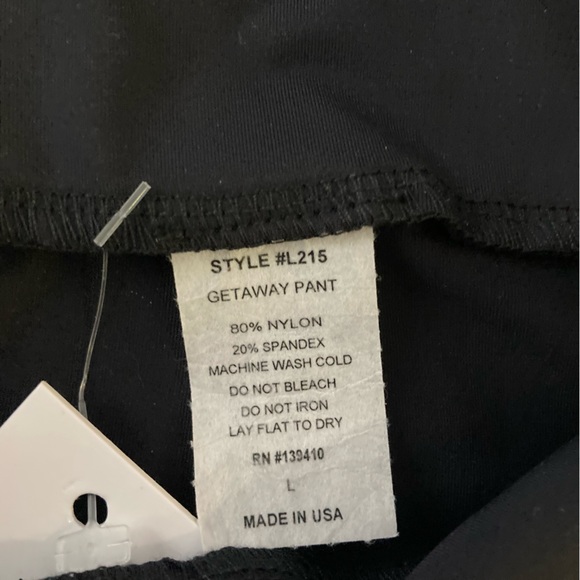 STYLE #L215
GETAWAY PANT
80% NYLON
20% SPANDEX
MACHINE WASH COLD
DO NOT BLEACH
DO NOT IRON
LAY FLAT TO DRY
RN #139410
L
MADE IN USA